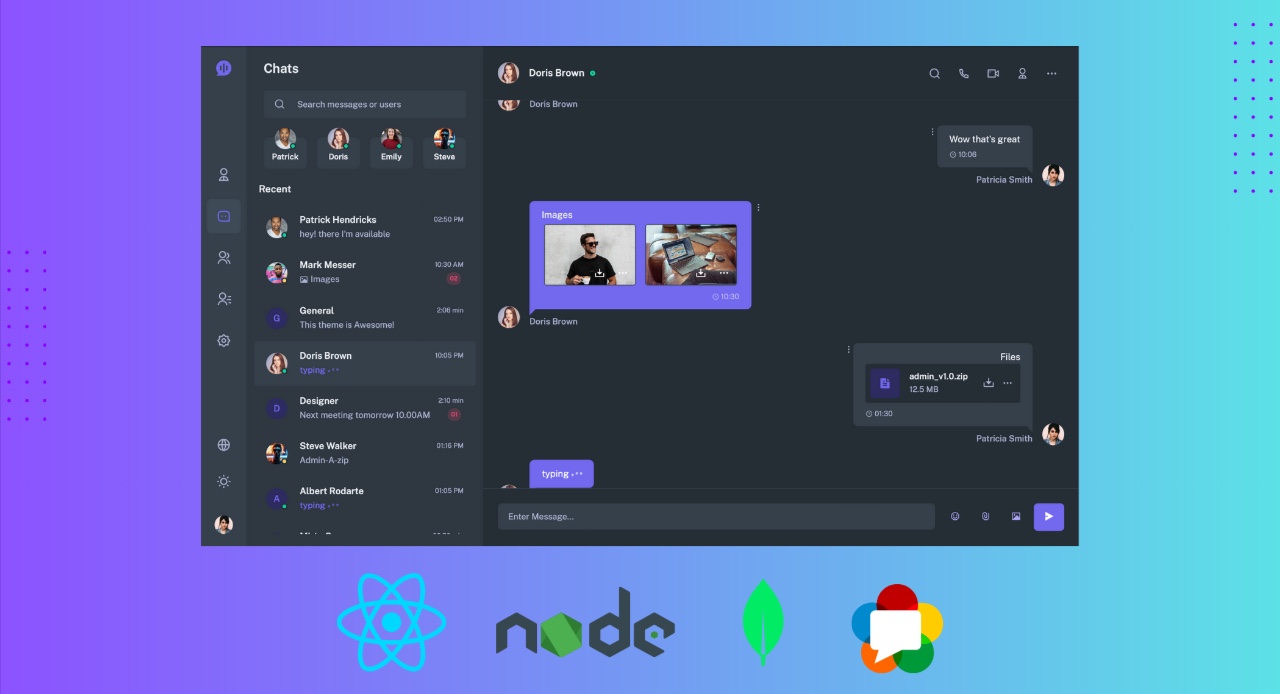 Chats
Search messages or users
Patrick
Doris
Emily
Steve
Recent
Patrick Hendricks
02:50 PM
hey! there I'm available
Mark Messer
10:30 AM
Images
02
General
2:06 min
This theme is Awesome!
G
Doris Brown
10:05 PM
typing
Designer
2:10 min
D
Next meeting tomorrow 10.00AM
01
Steve Walker
01:16 PM
Admin-A-zip
Albert Rodarte
01:05 PM
A
typing
Doris Brown
Doris Brown
Wow that's great
10:06
Patricia Smith
Images
10:30
Doris Brown
Files
admin_v1.0.zip
12.5 MB
01:30
Patricia Smith
typing
Enter Message...
node